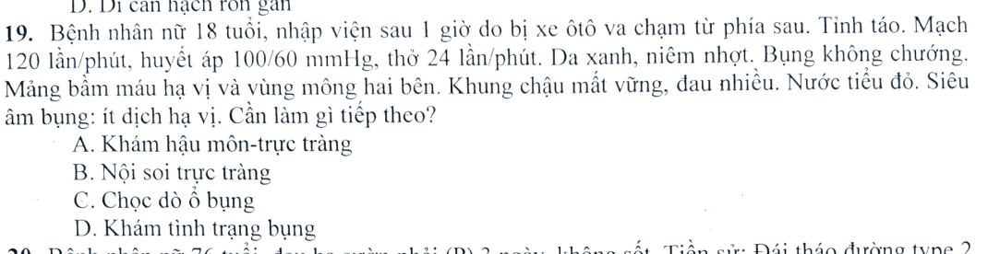 D. Di căn hạch rốn gan
19. Bệnh nhân nữ 18 tuổi, nhập viện sau 1 giờ do bị xe ôtô va chạm từ phía sau. Tỉnh táo. Mạch
120 lần/phút, huyết áp 100/60 mmHg, thở 24 lần/phút. Da xanh, niêm nhợt. Bụng không chướng.
Mảng bầm máu hạ vị và vùng mông hai bên. Khung chậu mất vững, đau nhiều. Nước tiểu đỏ. Siêu
âm bụng: ít dịch hạ vị. Cần làm gì tiếp theo?
A. Khám hậu môn-trực tràng
B. Nội soi trực tràng
C. Chọc dò ổ bụng
D. Khám tình trạng bụng
Tiền sử: Đái tháo đường type 2